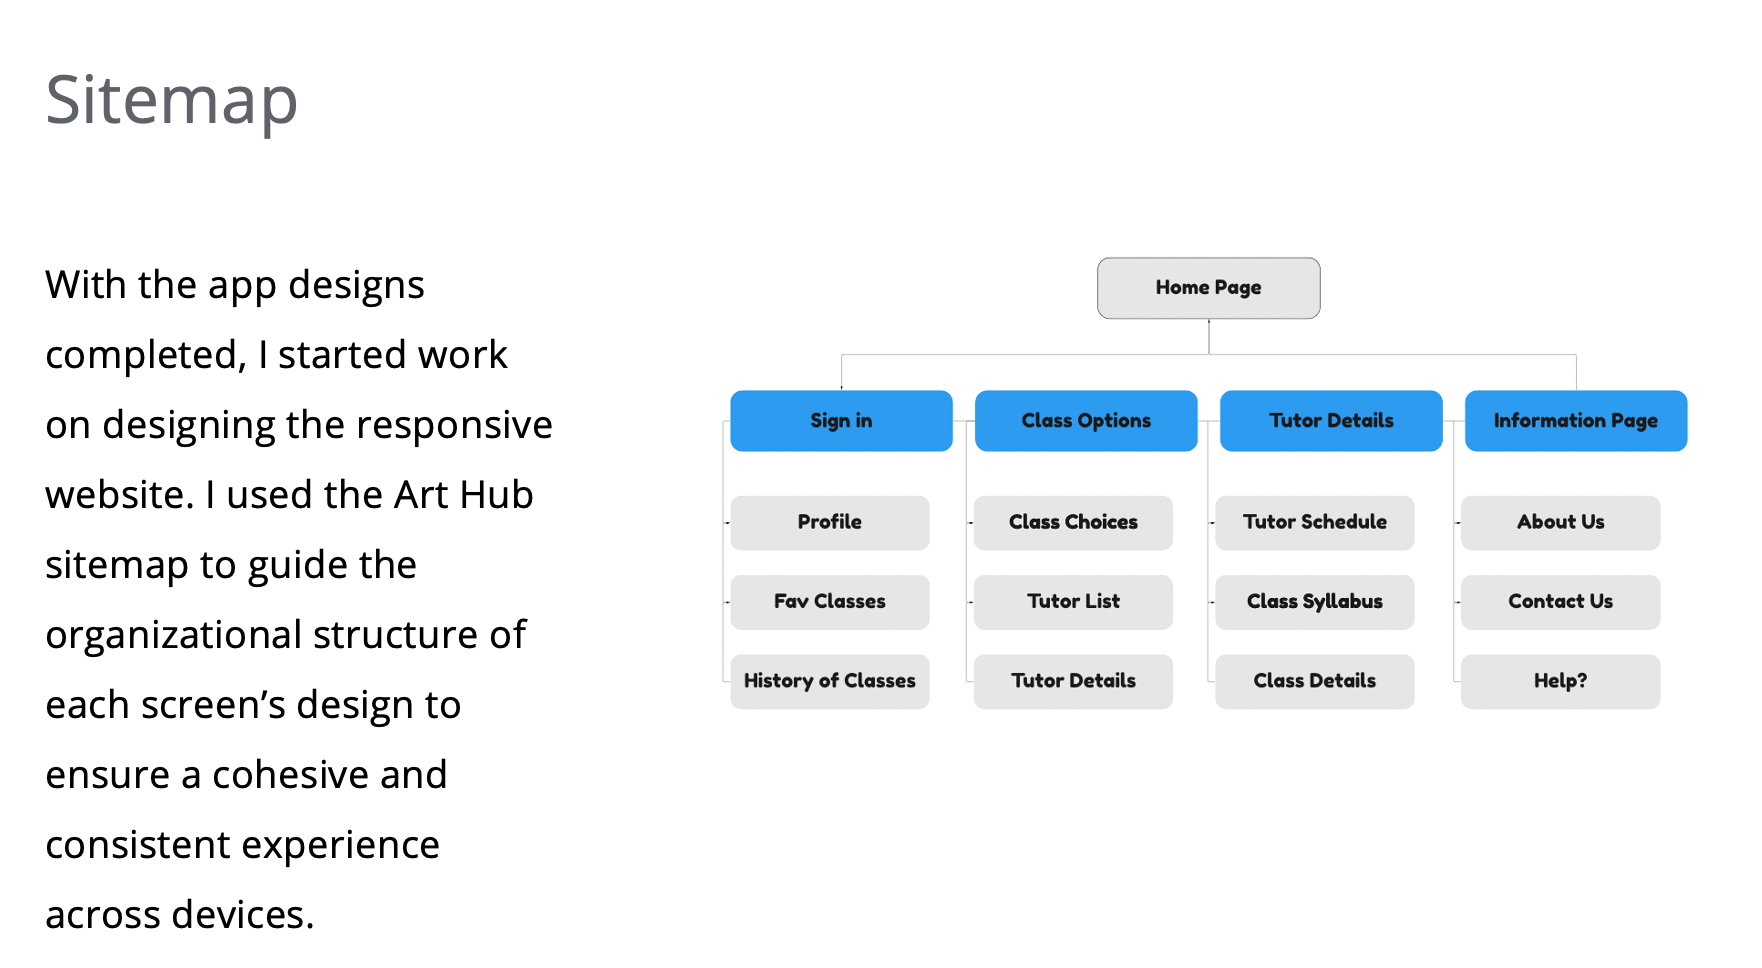 Sitemap
With the app designs
completed, I started work
on designing the responsive
website. I used the Art Hub
sitemap to guide the
organizational structure of
each screen’s design to
ensure a cohesive and
consistent experience
across devices.
Home Page
Sign in
Class Options
Tutor Details
Information Page
Profile
Class Choices
Tutor Schedule
About Us
Fav Classes
Tutor List
Class Syllabus
Contact Us
History of Classes
Tutor Details
Class Details
Help?